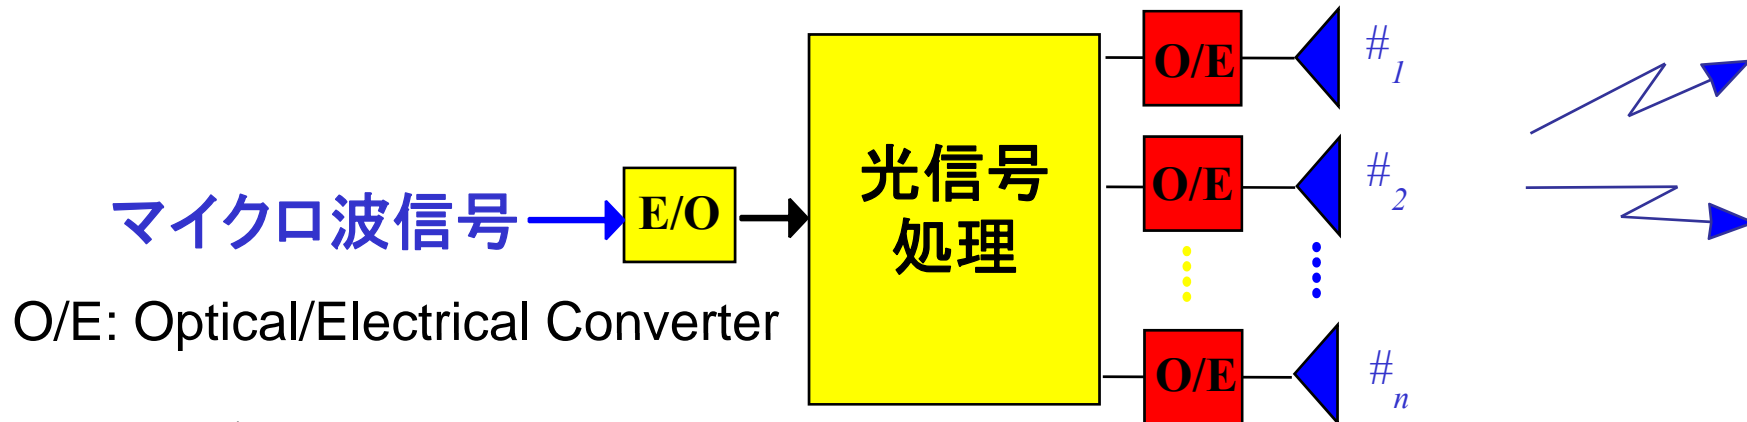 マイクロ波信号
E/O
光信号
処理
O/E
#1
O/E
#2
O/E
#n
O/E: Optical/Electrical Converter